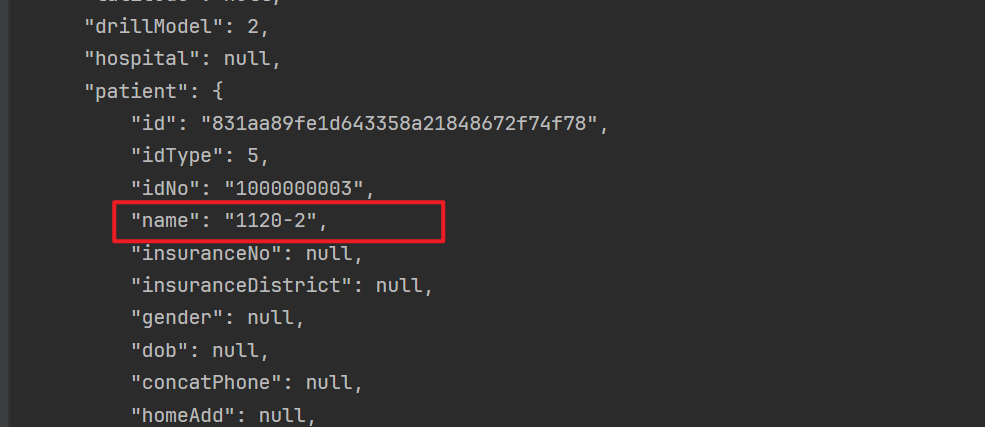 "drillModel": 2,
"hospital": null,
"patient": {
"id": "831aa89fe1d643358a21848672f74f78",
"idType": 5,
"idNo": "1000000003",
"name": "1120-2",
"insuranceNo": null,
"insuranceDistrict": null,
"gender": null,
"dob": null,
"concatPhone": null,
"homeAdd": null,